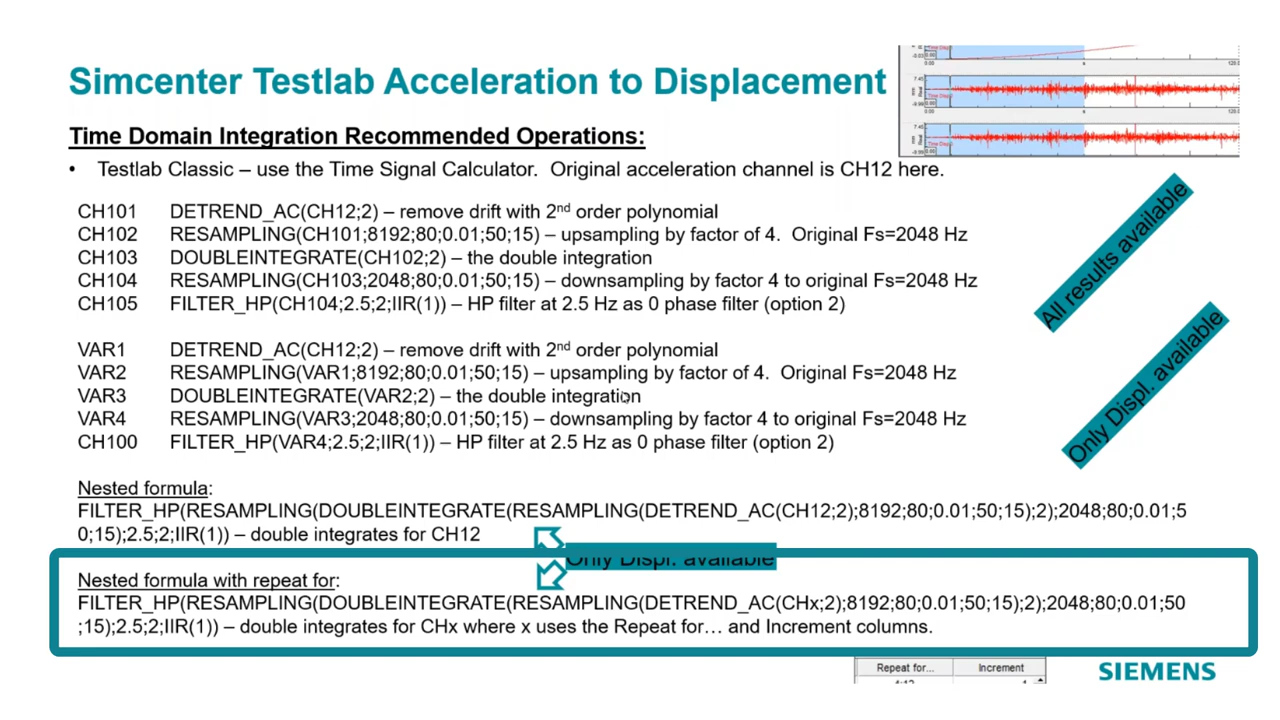 Simcenter Testlab Acceleration to Displacement
Time Domain Integration Recommended Operations:
• Testlab Classic – use the Time Signal Calculator. Original acceleration channel is CH12 here.
CH101 DETREND_AC(CH12;2) – remove drift with 2nd order polynomial
CH102 RESAMPLING(CH101;8192;80;0.01;50;15) – upsampling by factor of 4. Original Fs=2048 Hz
CH103 DOUBLEINTEGRATE(CH102;2) – the double integration
CH104 RESAMPLING(CH103;2048;80;0.01;50;15) – downsampling by factor 4 to original Fs=2048 Hz
CH105 FILTER_HP(CH104;2.5;2;IIR(1)) – HP filter at 2.5 Hz as 0 phase filter (option 2)
All results available
VAR1 DETREND_AC(CH12;2) – remove drift with 2nd order polynomial
VAR2 RESAMPLING(VAR1;8192;80;0.01;50;15) – upsampling by factor of 4. Original Fs=2048 Hz
VAR3 DOUBLEINTEGRATE(VAR2;2) – the double integration
VAR4 RESAMPLING(VAR3;2048;80;0.01;50;15) – downsampling by factor 4 to original Fs=2048 Hz
CH100 FILTER_HP(VAR4;2.5;2;IIR(1)) – HP filter at 2.5 Hz as 0 phase filter (option 2)
Only Displ. available
Nested formula:
FILTER_HP(RESAMPLING(DOUBLEINTEGRATE(RESAMPLING(DETREND_AC(CH12;2);8192;80;0.01;50;15);2);2048;80;0.01;5
0;15);2.5;2;IIR(1)) – double integrates for CH12
Only Displ. available
Nested formula with repeat for:
FILTER_HP(RESAMPLING(DOUBLEINTEGRATE(RESAMPLING(DETREND_AC(CHx;2);8192;80;0.01;50;15);2);2048;80;0.01;50
;15);2.5;2;IIR(1)) – double integrates for CHx where x uses the Repeat for… and Increment columns.
Repeat for... Increment
SIEMENS